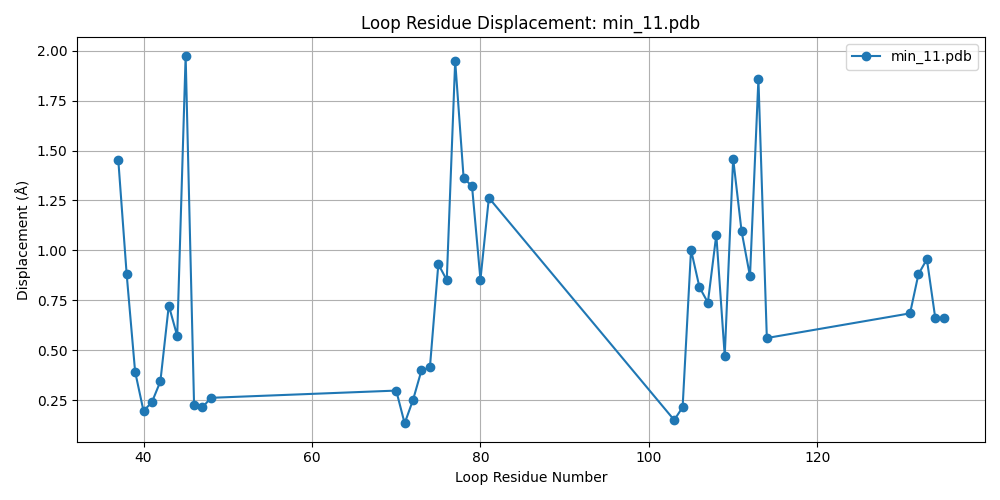 Loop Residue Displacement: min_11.pdb
min_11.pdb
Displacement (Å)
2.00
1.75
1.50
1.25
1.00
0.75
0.50
0.25
40 60 80 100 120
Loop Residue Number